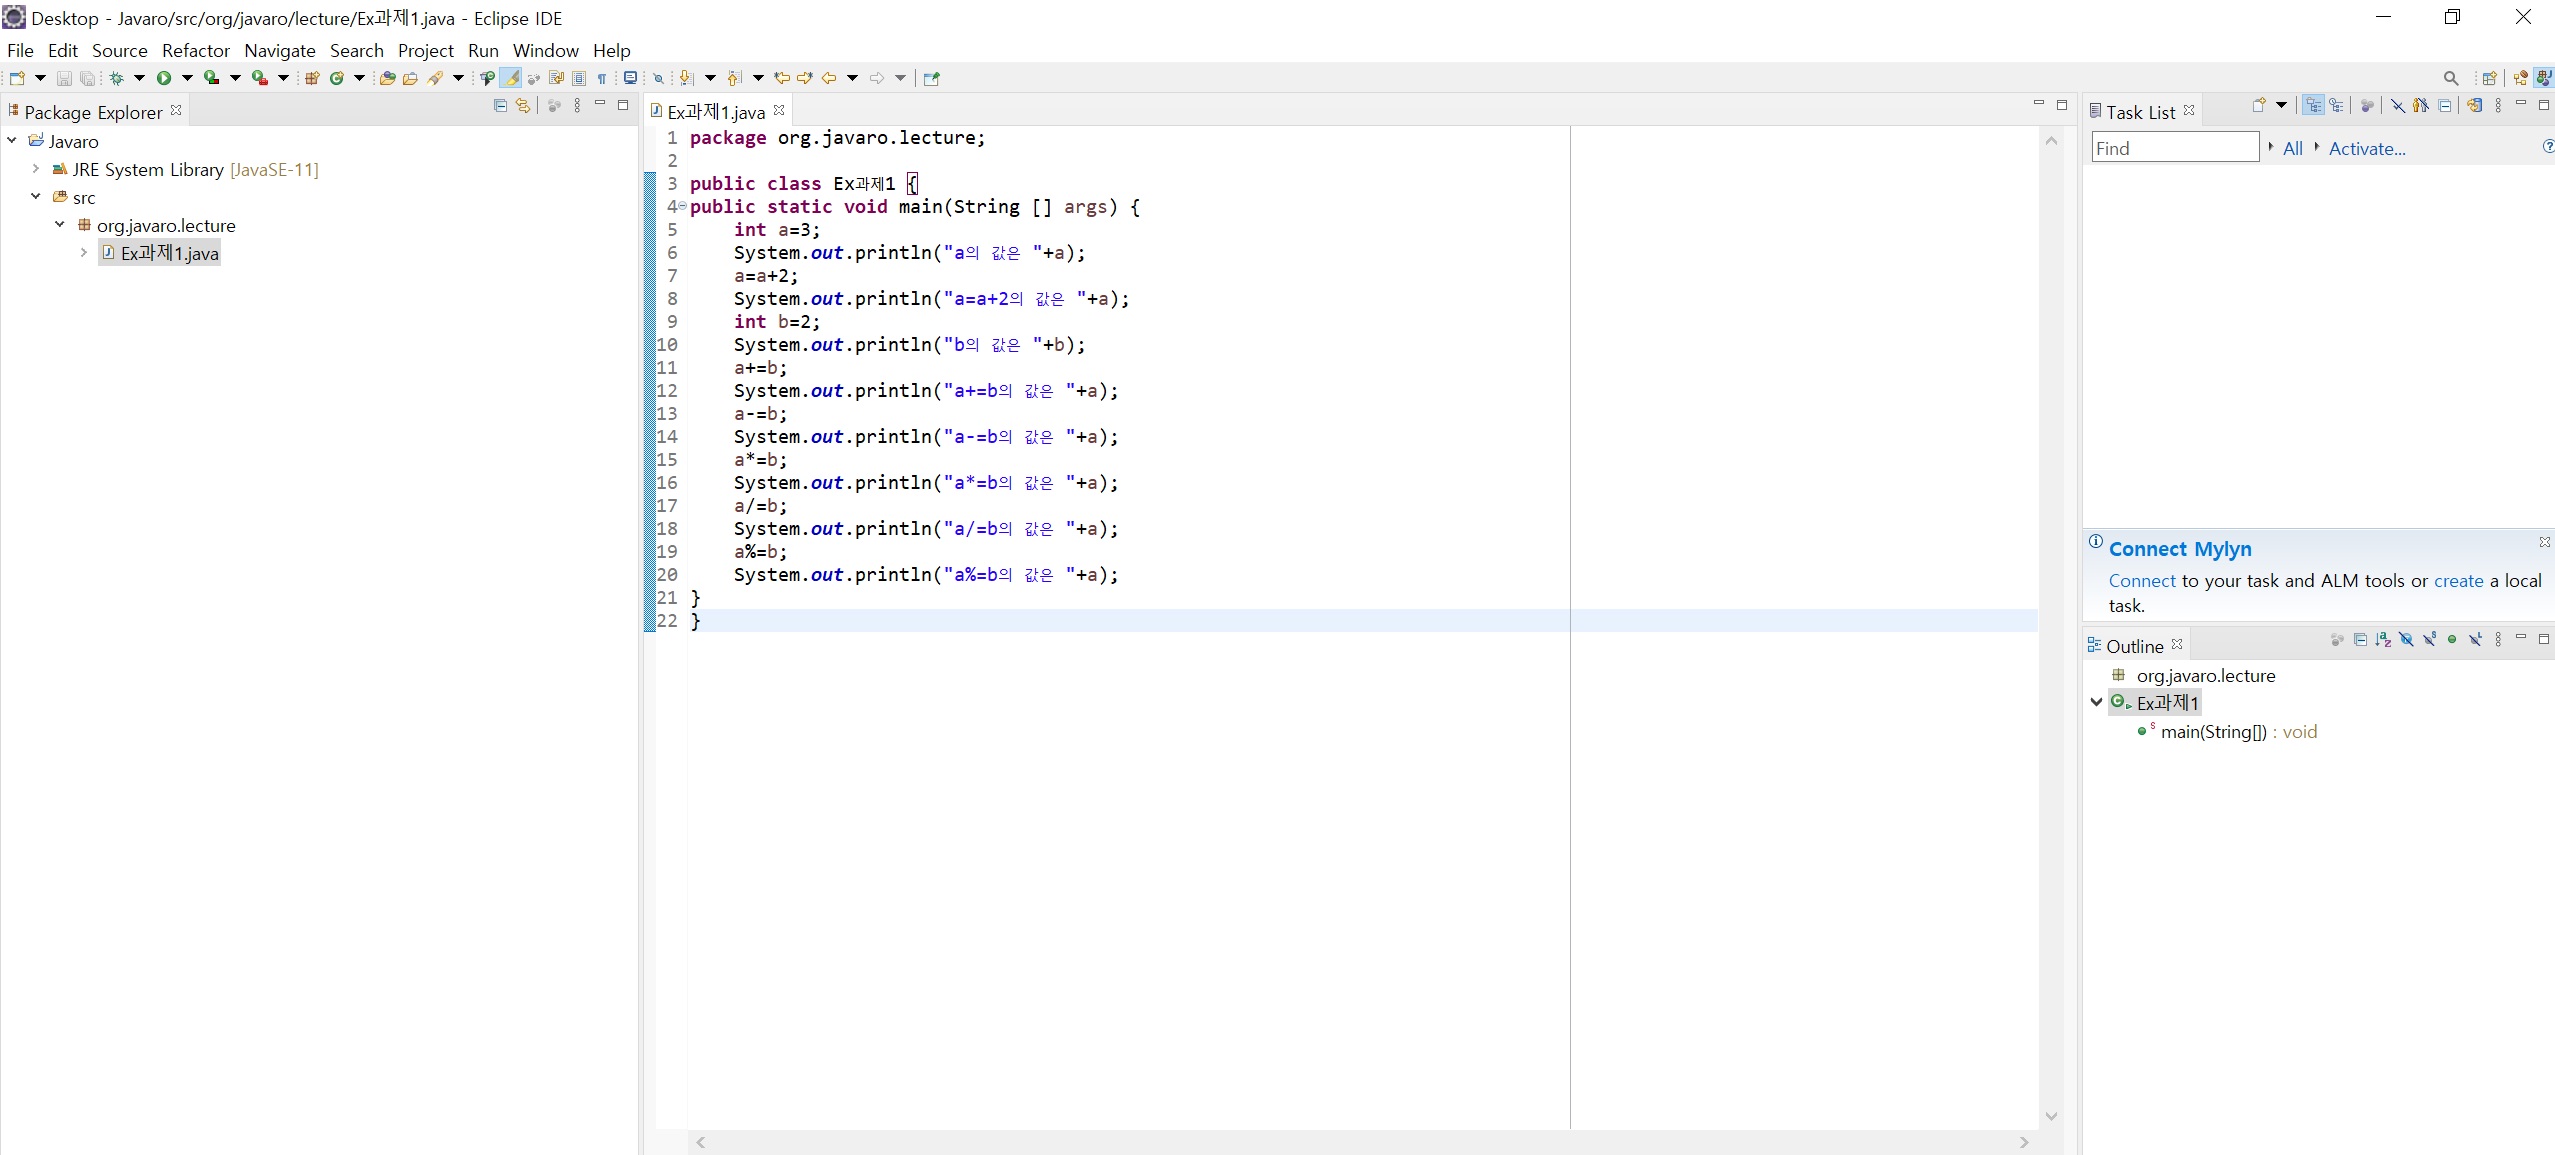 Desktop - Javaro/src/org/javaro/lecture/Ex과제1.java - Eclipse IDE
File Edit Source Refactor Navigate Search Project Run Window Help
Package Explorer
Javaro
JRE System Library [JavaSE-11]
src
org.javaro.lecture
Ex과제1.java
Ex과제1.java
1 package org.javaro.lecture;
2
3 public class Ex과제1 {
4 public static void main(String [] args) {
5 int a=3;
6 System.out.println("a의 값은 "+a);
7 a=a+2;
8 System.out.println("a=a+2의 값은 "+a);
9 int b=2;
10 System.out.println("b의 값은 "+b);
11 a+=b;
12 System.out.println("a+=b의 값은 "+a);
13 a-=b;
14 System.out.println("a-=b의 값은 "+a);
15 a*=b;
16 System.out.println("a*=b의 값은 "+a);
17 a/=b;
18 System.out.println("a/=b의 값은 "+a);
19 a%=b;
20 System.out.println("a%=b의 값은 "+a);
21 }
22 }
Task List
Find All Activate...
Connect Mylyn
Connect to your task and ALM tools or create a local
task.
Outline
org.javaro.lecture
Ex과제1
main(String[]) : void